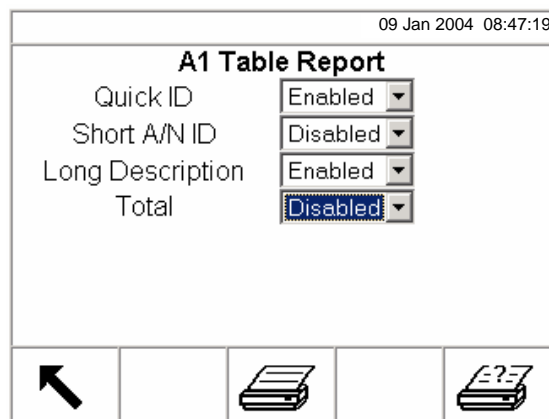 09 Jan 2004 08:47:19
A1 Table Report
Quick ID Enabled
Short A/N ID Disabled
Long Description Enabled
Total Disabled
-?-